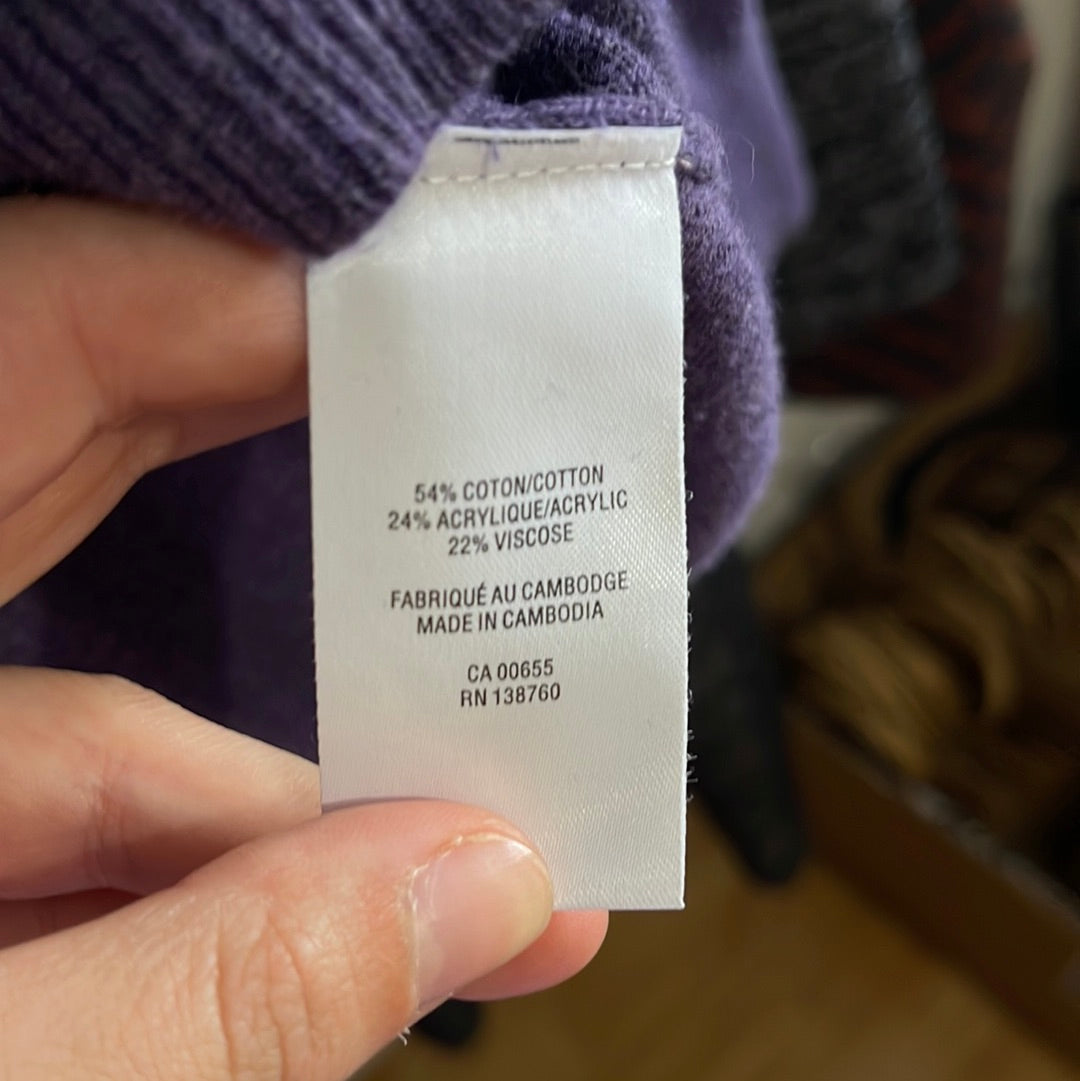 54% COTON/COTTON
24% ACRYLIQUE/ACRYLIC
22% VISCOSE
FABRIQUÉ AU CAMBODGE
MADE IN CAMBODIA
CA 00655
RN 138760